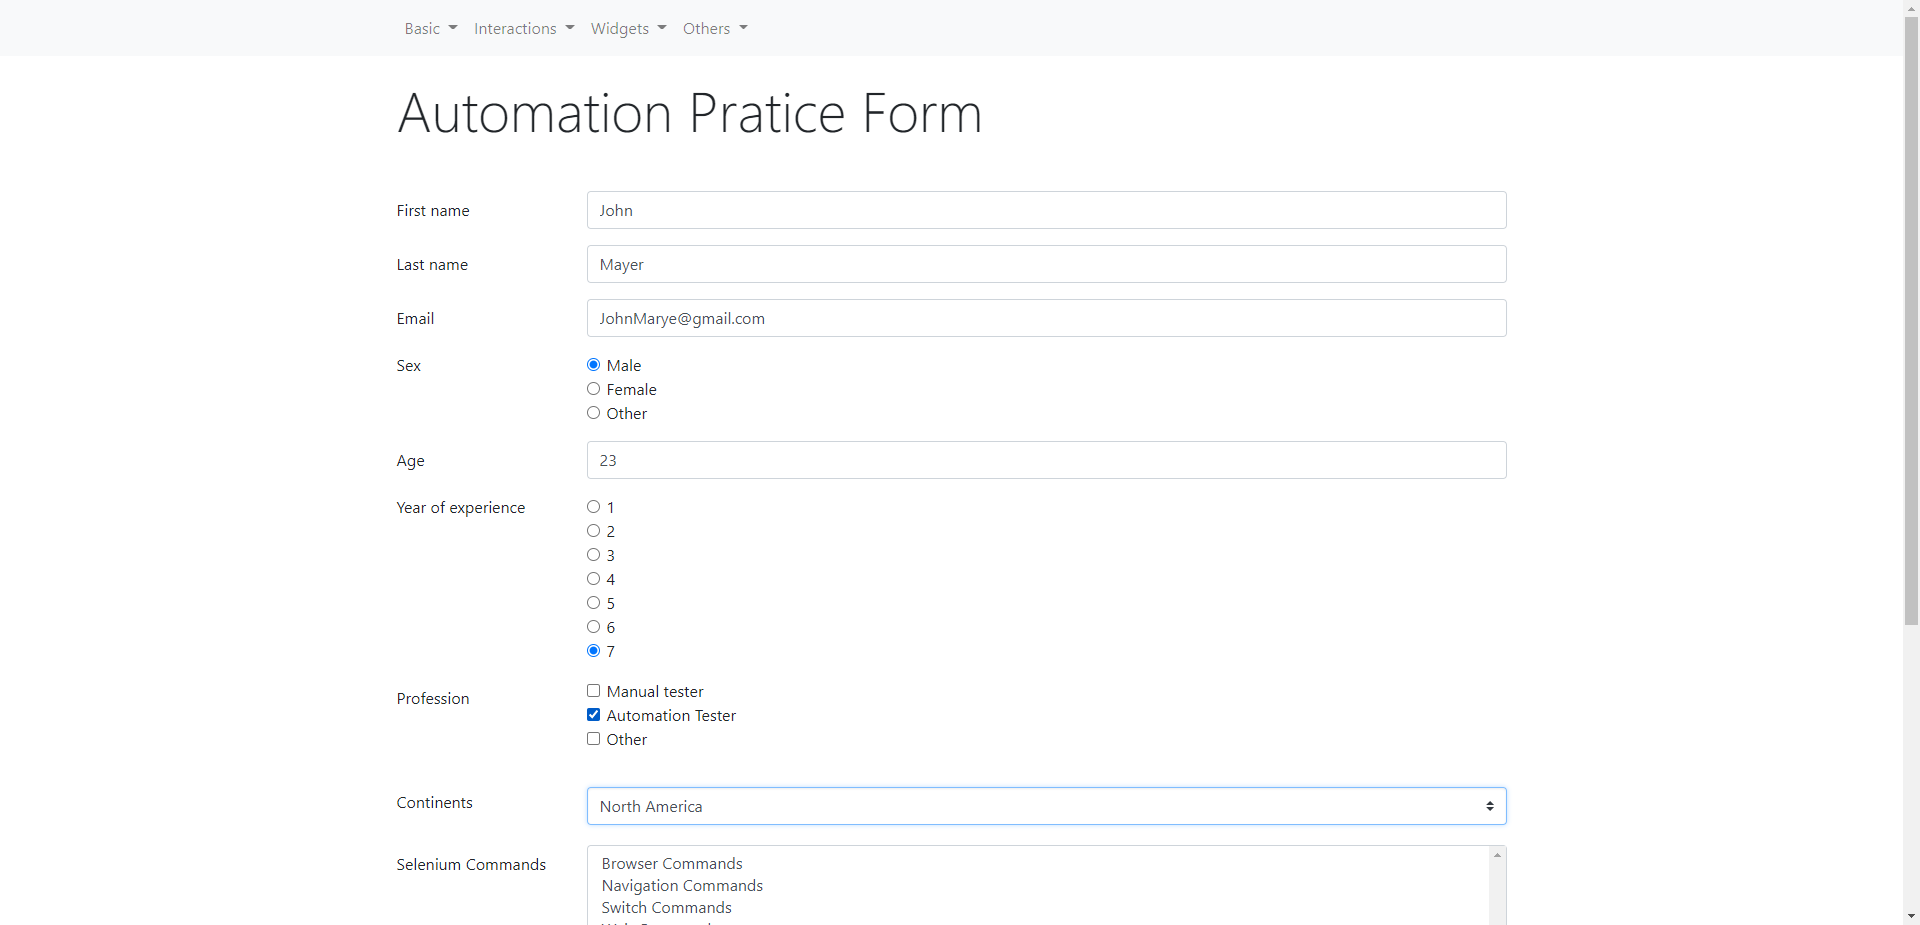 Basic Interactions Widgets Others
Automation Pratice Form
First name John
Last name Mayer
Email JohnMarye@gmail.com
Sex Male
Female
Other
Age 23
Year of experience 1
2
3
4
5
6
7
Profession Manual tester
Automation Tester
Other
Continents North America
Selenium Commands Browser Commands
Navigation Commands
Switch Commands